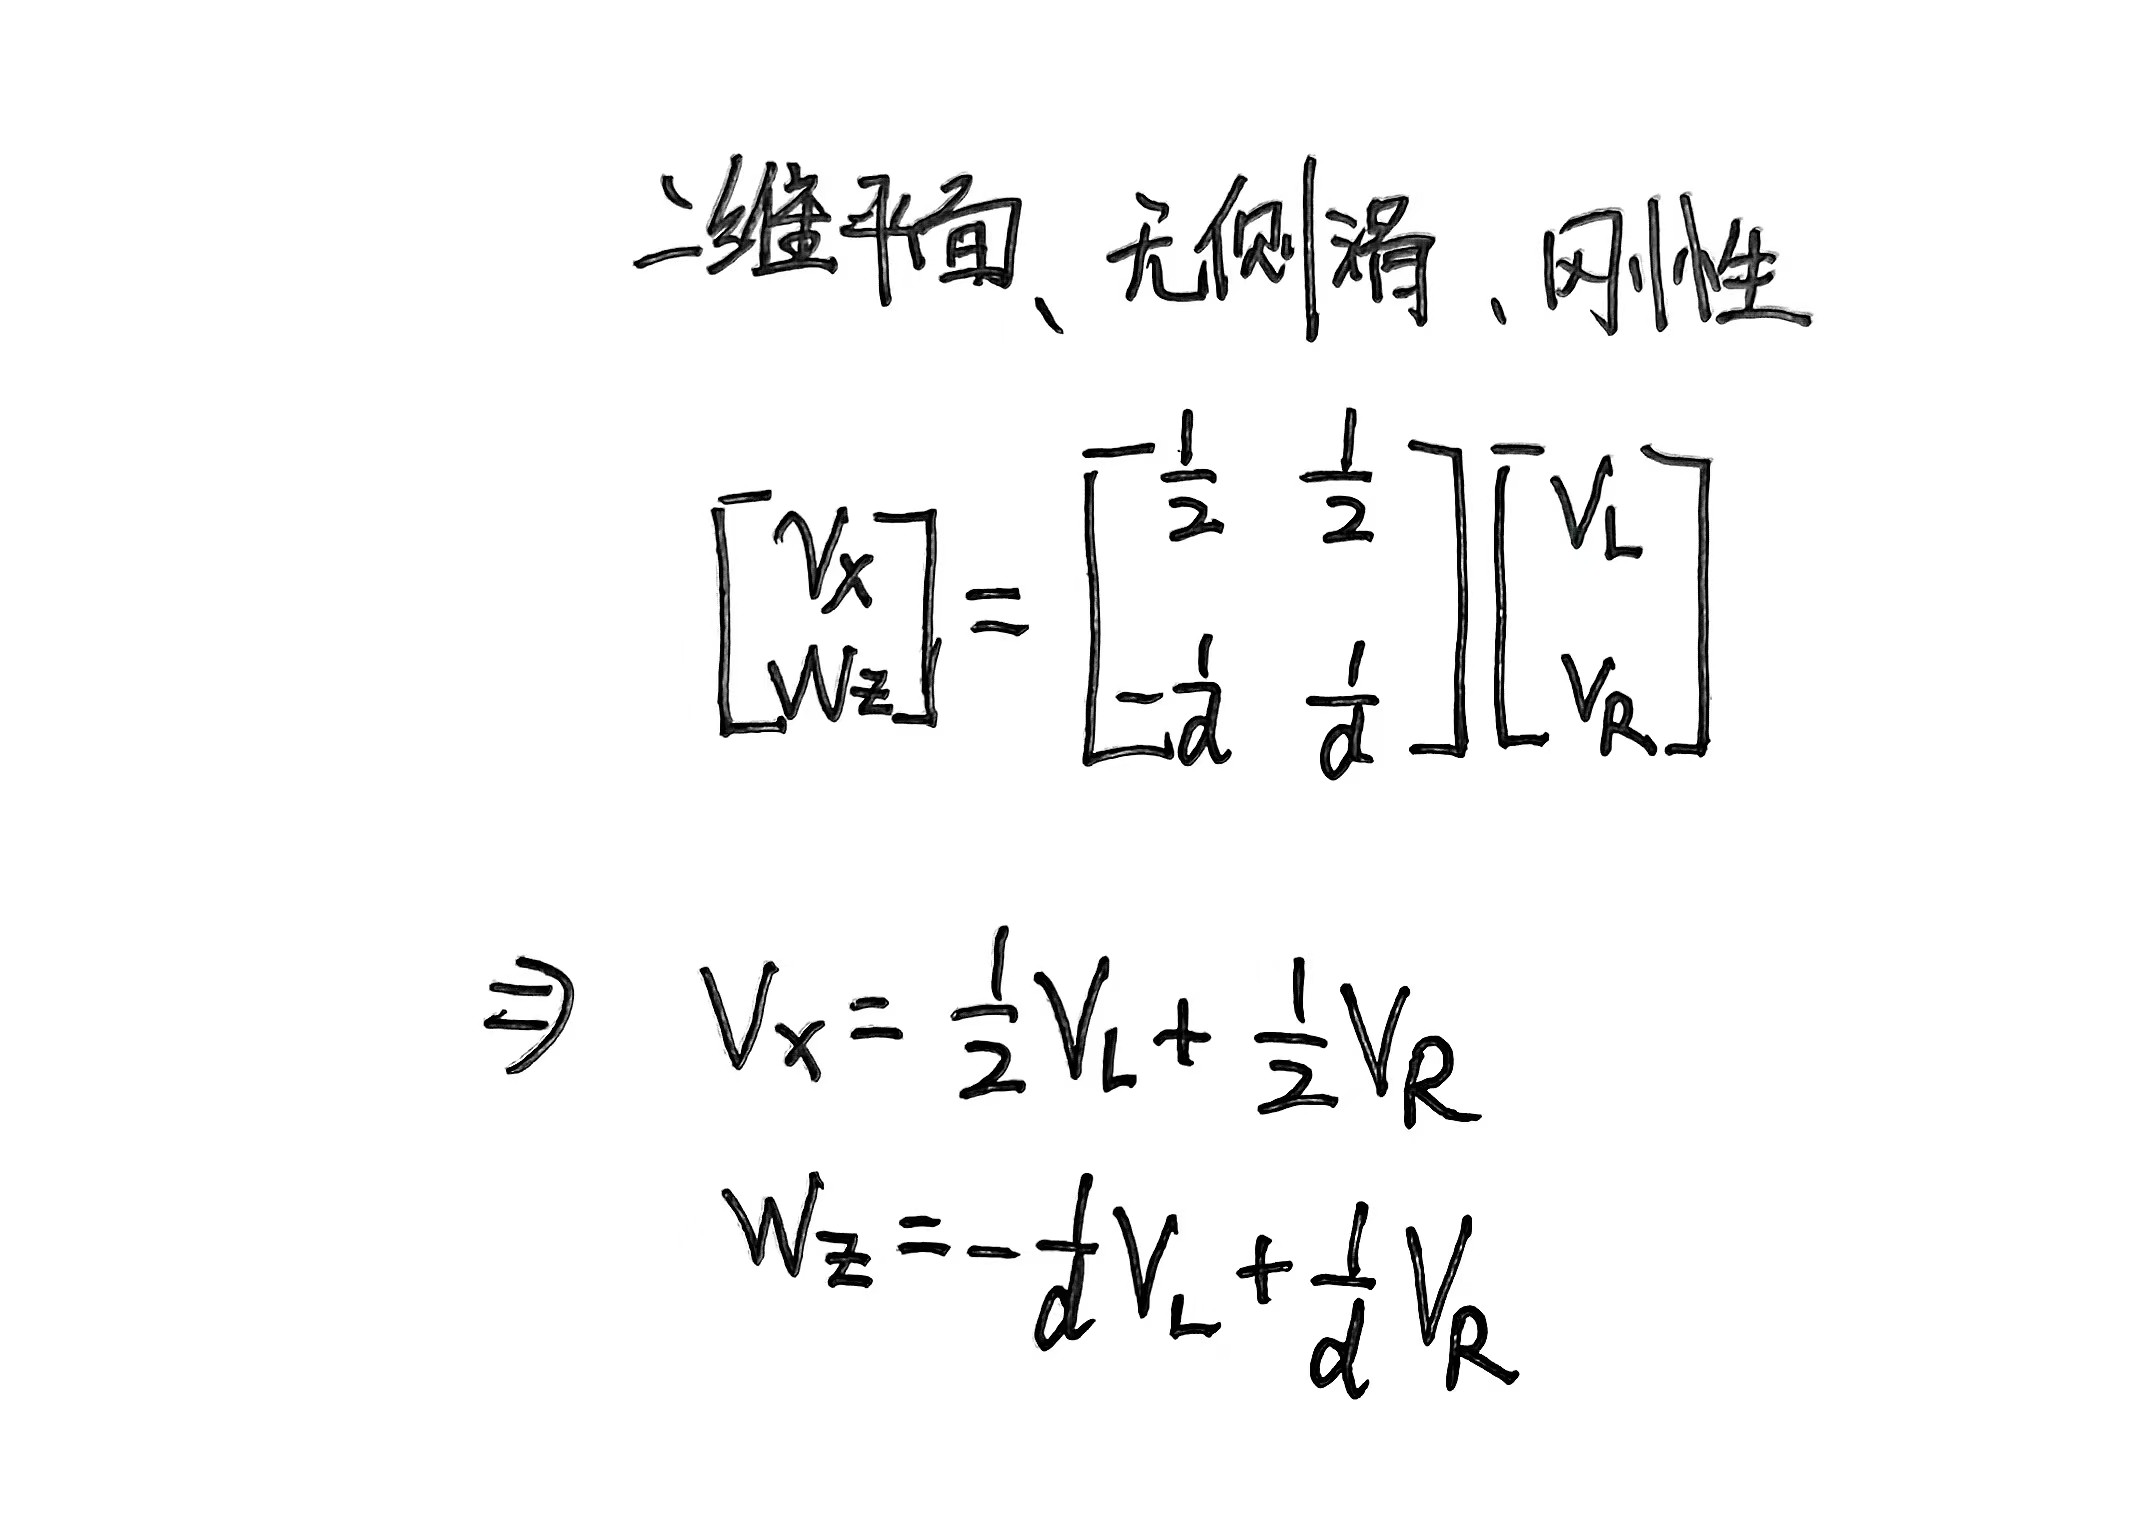 二维平面、无侧滑、刚性
[Vx Wz] = [1/2 1/2 -1/d 1/d] [VL VR]
⇒ Vx = 1/2 VL + 1/2 VR
Wz = -1/d VL + 1/d VR